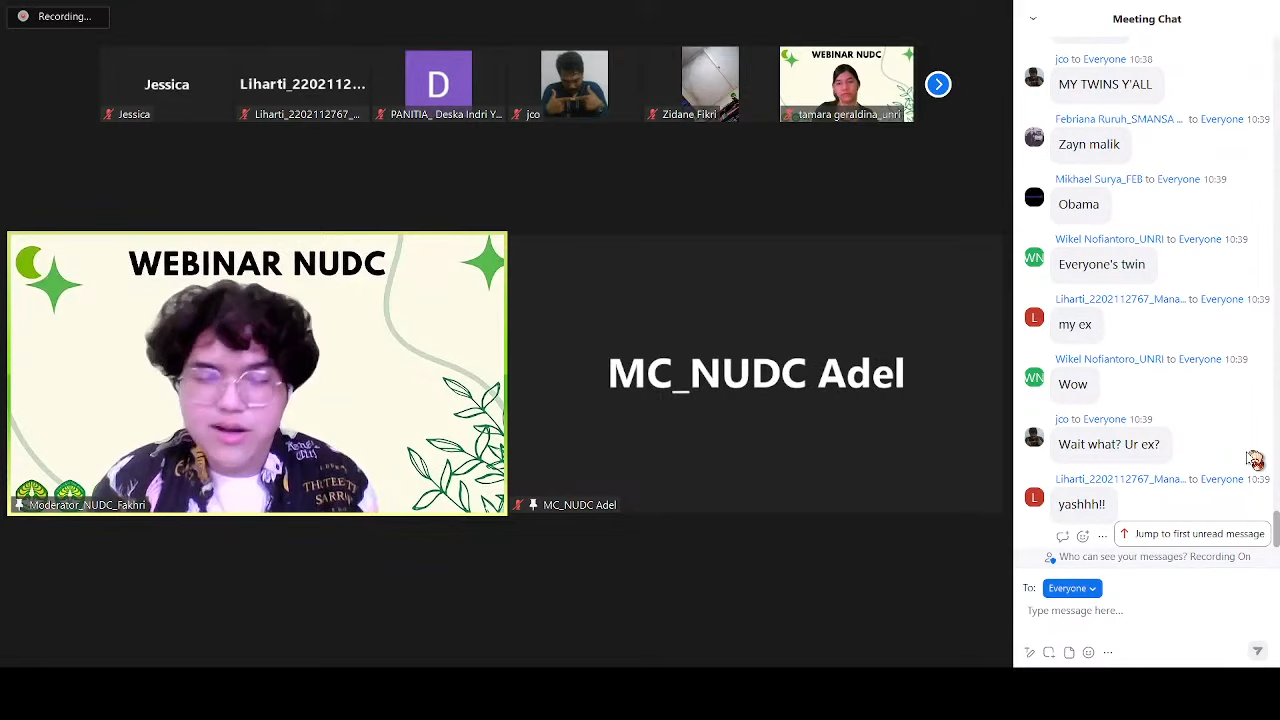 Recording...
Jessica
Liharti_2202112...
D
WEBINAR NUDC
Jessica
Liharti_2202112767_...
PANITIA_ Deska Indri Y...
jco
Zidane Fikri
tamara geraldina_unri
WEBINAR NUDC
Moderator_NUDC_Fakhri
MC_NUDC Adel
MC_NUDC Adel
Meeting Chat
jco to Everyone 10:38
MY TWINS Y'ALL
Febriana Ruruh_SMANSA ... to Everyone 10:39
Zayn malik
Mikhael Surya_FEB to Everyone 10:39
Obama
Wikel Nofiantoro_UNRI to Everyone 10:39
WN
Everyone's twin
Liharti_2202112767_Mana... to Everyone 10:39
L
my ex
Wikel Nofiantoro_UNRI to Everyone 10:39
WN
Wow
jco to Everyone 10:39
Wait what? Ur ex?
Liharti_2202112767_Mana... to Everyone 10:39
L
yashhh!!
Jump to first unread message
Who can see your messages? Recording On
To: Everyone
Type message here...